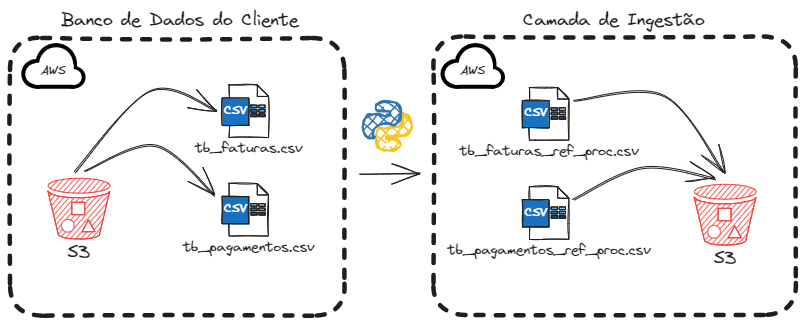 Banco de Dados do Cliente
AWS
CSV
tb_faturas.csv
CSV
tb_pagamentos.csv
S3
Camada de Ingestão
AWS
CSV
tb_faturas_ref_proc.csv
CSV
tb_pagamentos_ref_proc.csv
S3